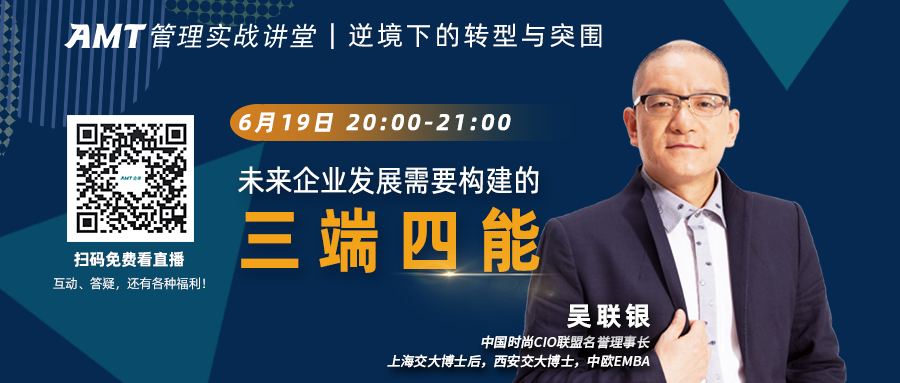 AMT管理实战讲堂 | 逆境下的转型与突围
6月19日 20:00-21:00
未来企业发展需要构建的
三端四能
AMT企源
扫码免费看直播
互动、答疑，还有各种福利！
吴联银
中国时尚CIO联盟名誉理事长
上海交大博士后，西安交大博士，中欧EMBA